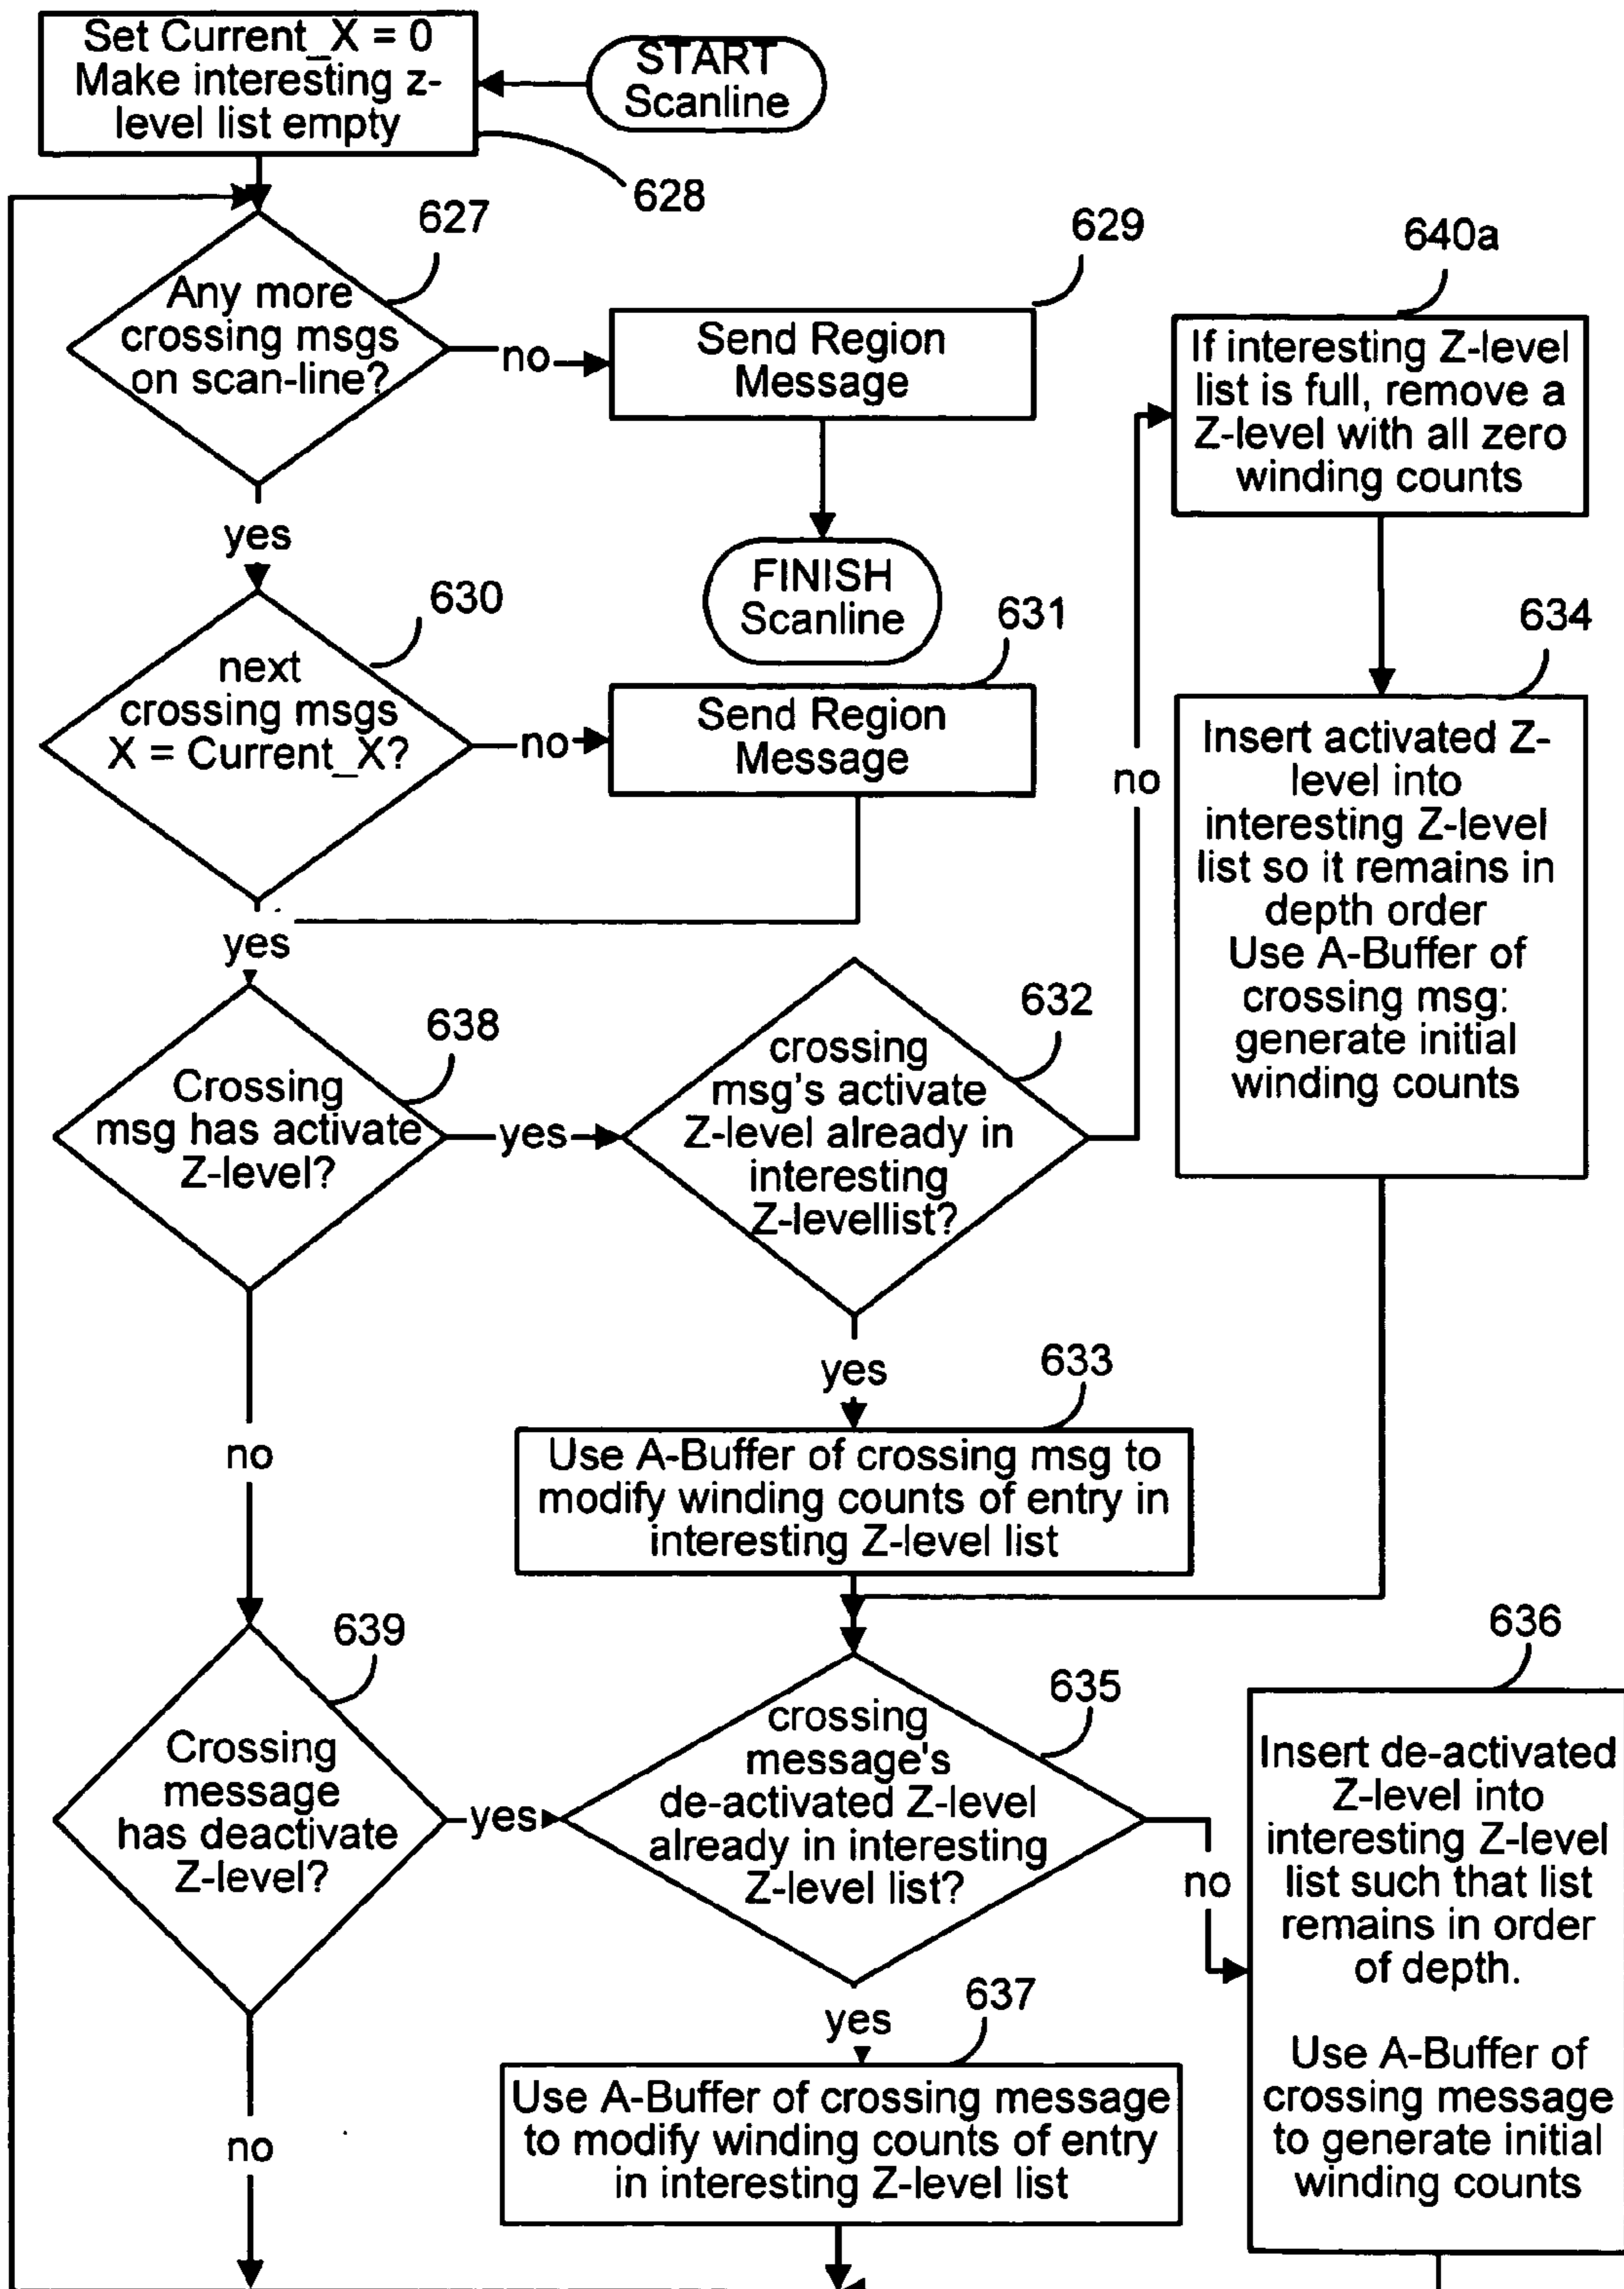 Set Current_X = 0
Make interesting z-
level list empty
START
Scanline
628
627
Any more
crossing msgs
on scan-line?
no
629
Send Region
Message
640a
If interesting Z-level
list is full, remove a
Z-level with all zero
winding counts
yes
FINISH
Scanline
630
next
crossing msgs
X = Current_X?
no
631
Send Region
Message
no
634
Insert activated Z-
level into
interesting Z-level
list so it remains in
depth order
Use A-Buffer of
crossing msg:
generate initial
winding counts
yes
638
Crossing
msg has activate
Z-level?
yes
632
crossing
msg's activate
Z-level already in
interesting
Z-levellist?
yes
no
633
Use A-Buffer of crossing msg to
modify winding counts of entry in
interesting Z-level list
639
Crossing
message
has deactivate
Z-level?
yes
635
crossing
message's
de-activated Z-level
already in interesting
Z-level list?
no
636
Insert de-activated
Z-level into
interesting Z-level
list such that list
remains in order
of depth.
Use A-Buffer of
crossing message
to generate initial
winding counts
yes
637
Use A-Buffer of crossing message
to modify winding counts of entry
in interesting Z-level list
no